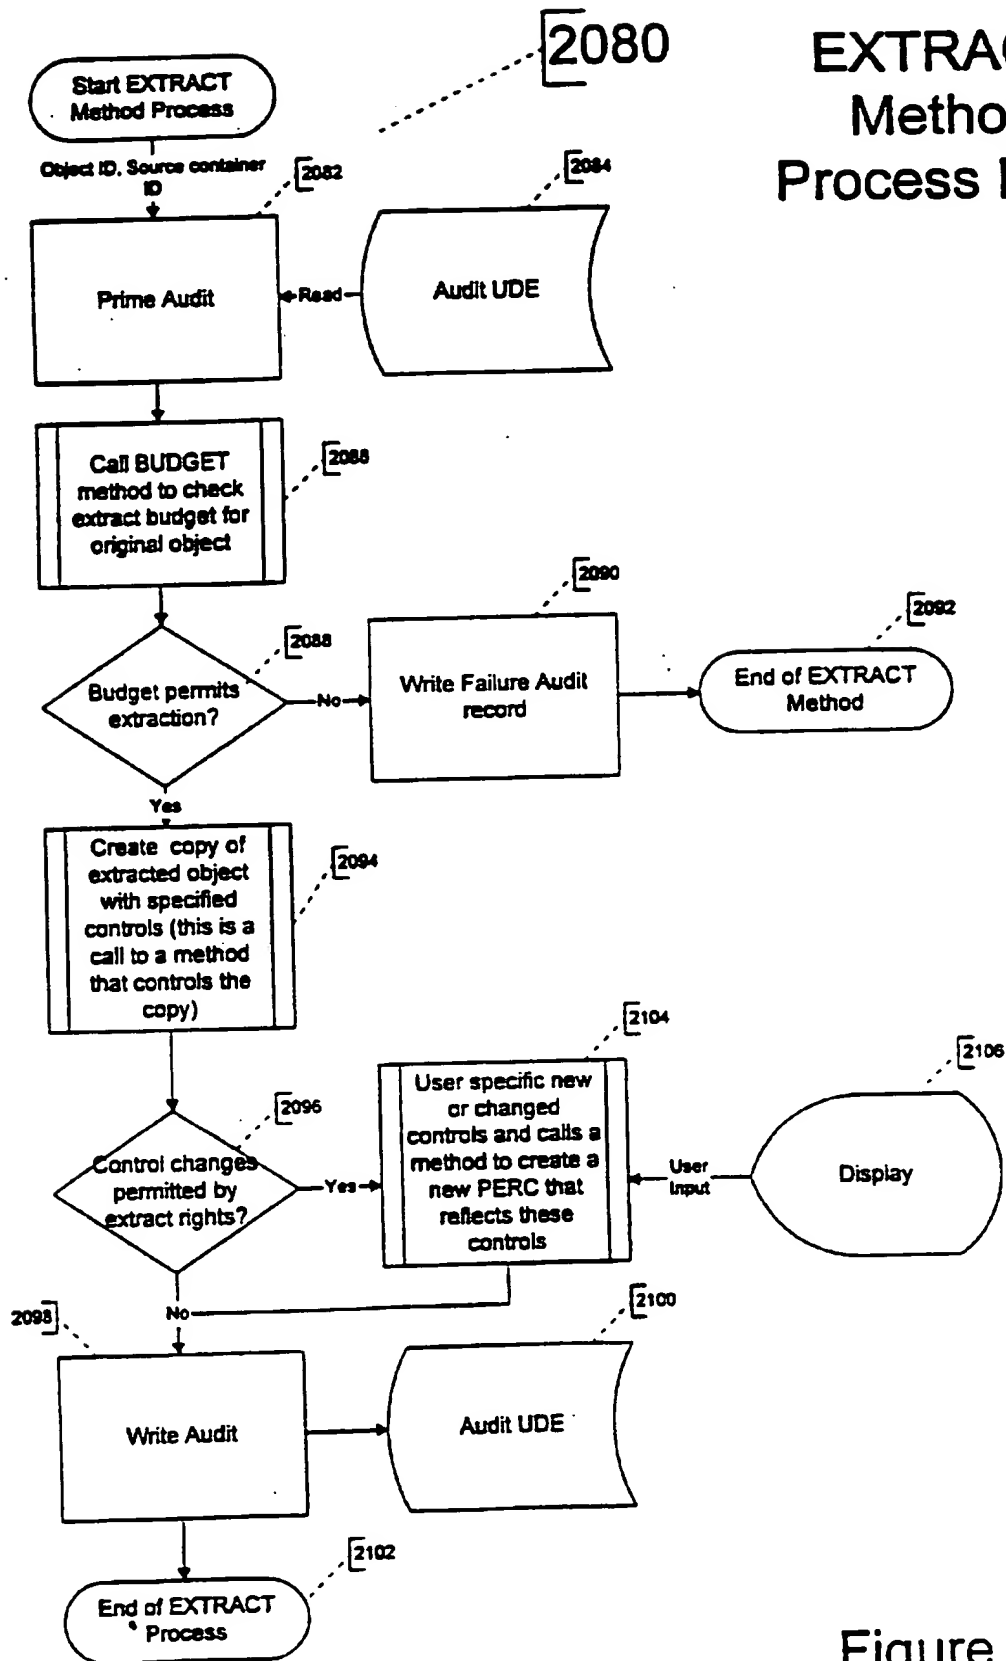 2080
EXTRAC
Metho
Process
Start EXTRACT
Method Process
Object ID, Source container
ID
2082
2084
Prime Audit
Read
Audit UDE
Call BUDGET
method to check
extract budget for
original object
2088
2090
2092
2088
Budget permits
extraction?
No
Write Failure Audit
record
End of EXTRACT
Method
Yes
Create copy of
extracted object
with specified
controls (this is a
call to a method
that controls the
copy)
2094
2104
2106
2096
Control changes
permitted by
extract rights?
Yes
User specific new
or changed
controls and calls a
method to create a
new PERC that
reflects these
controls
User
Input
Display
No
2098
2100
Write Audit
Audit UDE
2102
End of EXTRACT
Process
Figure